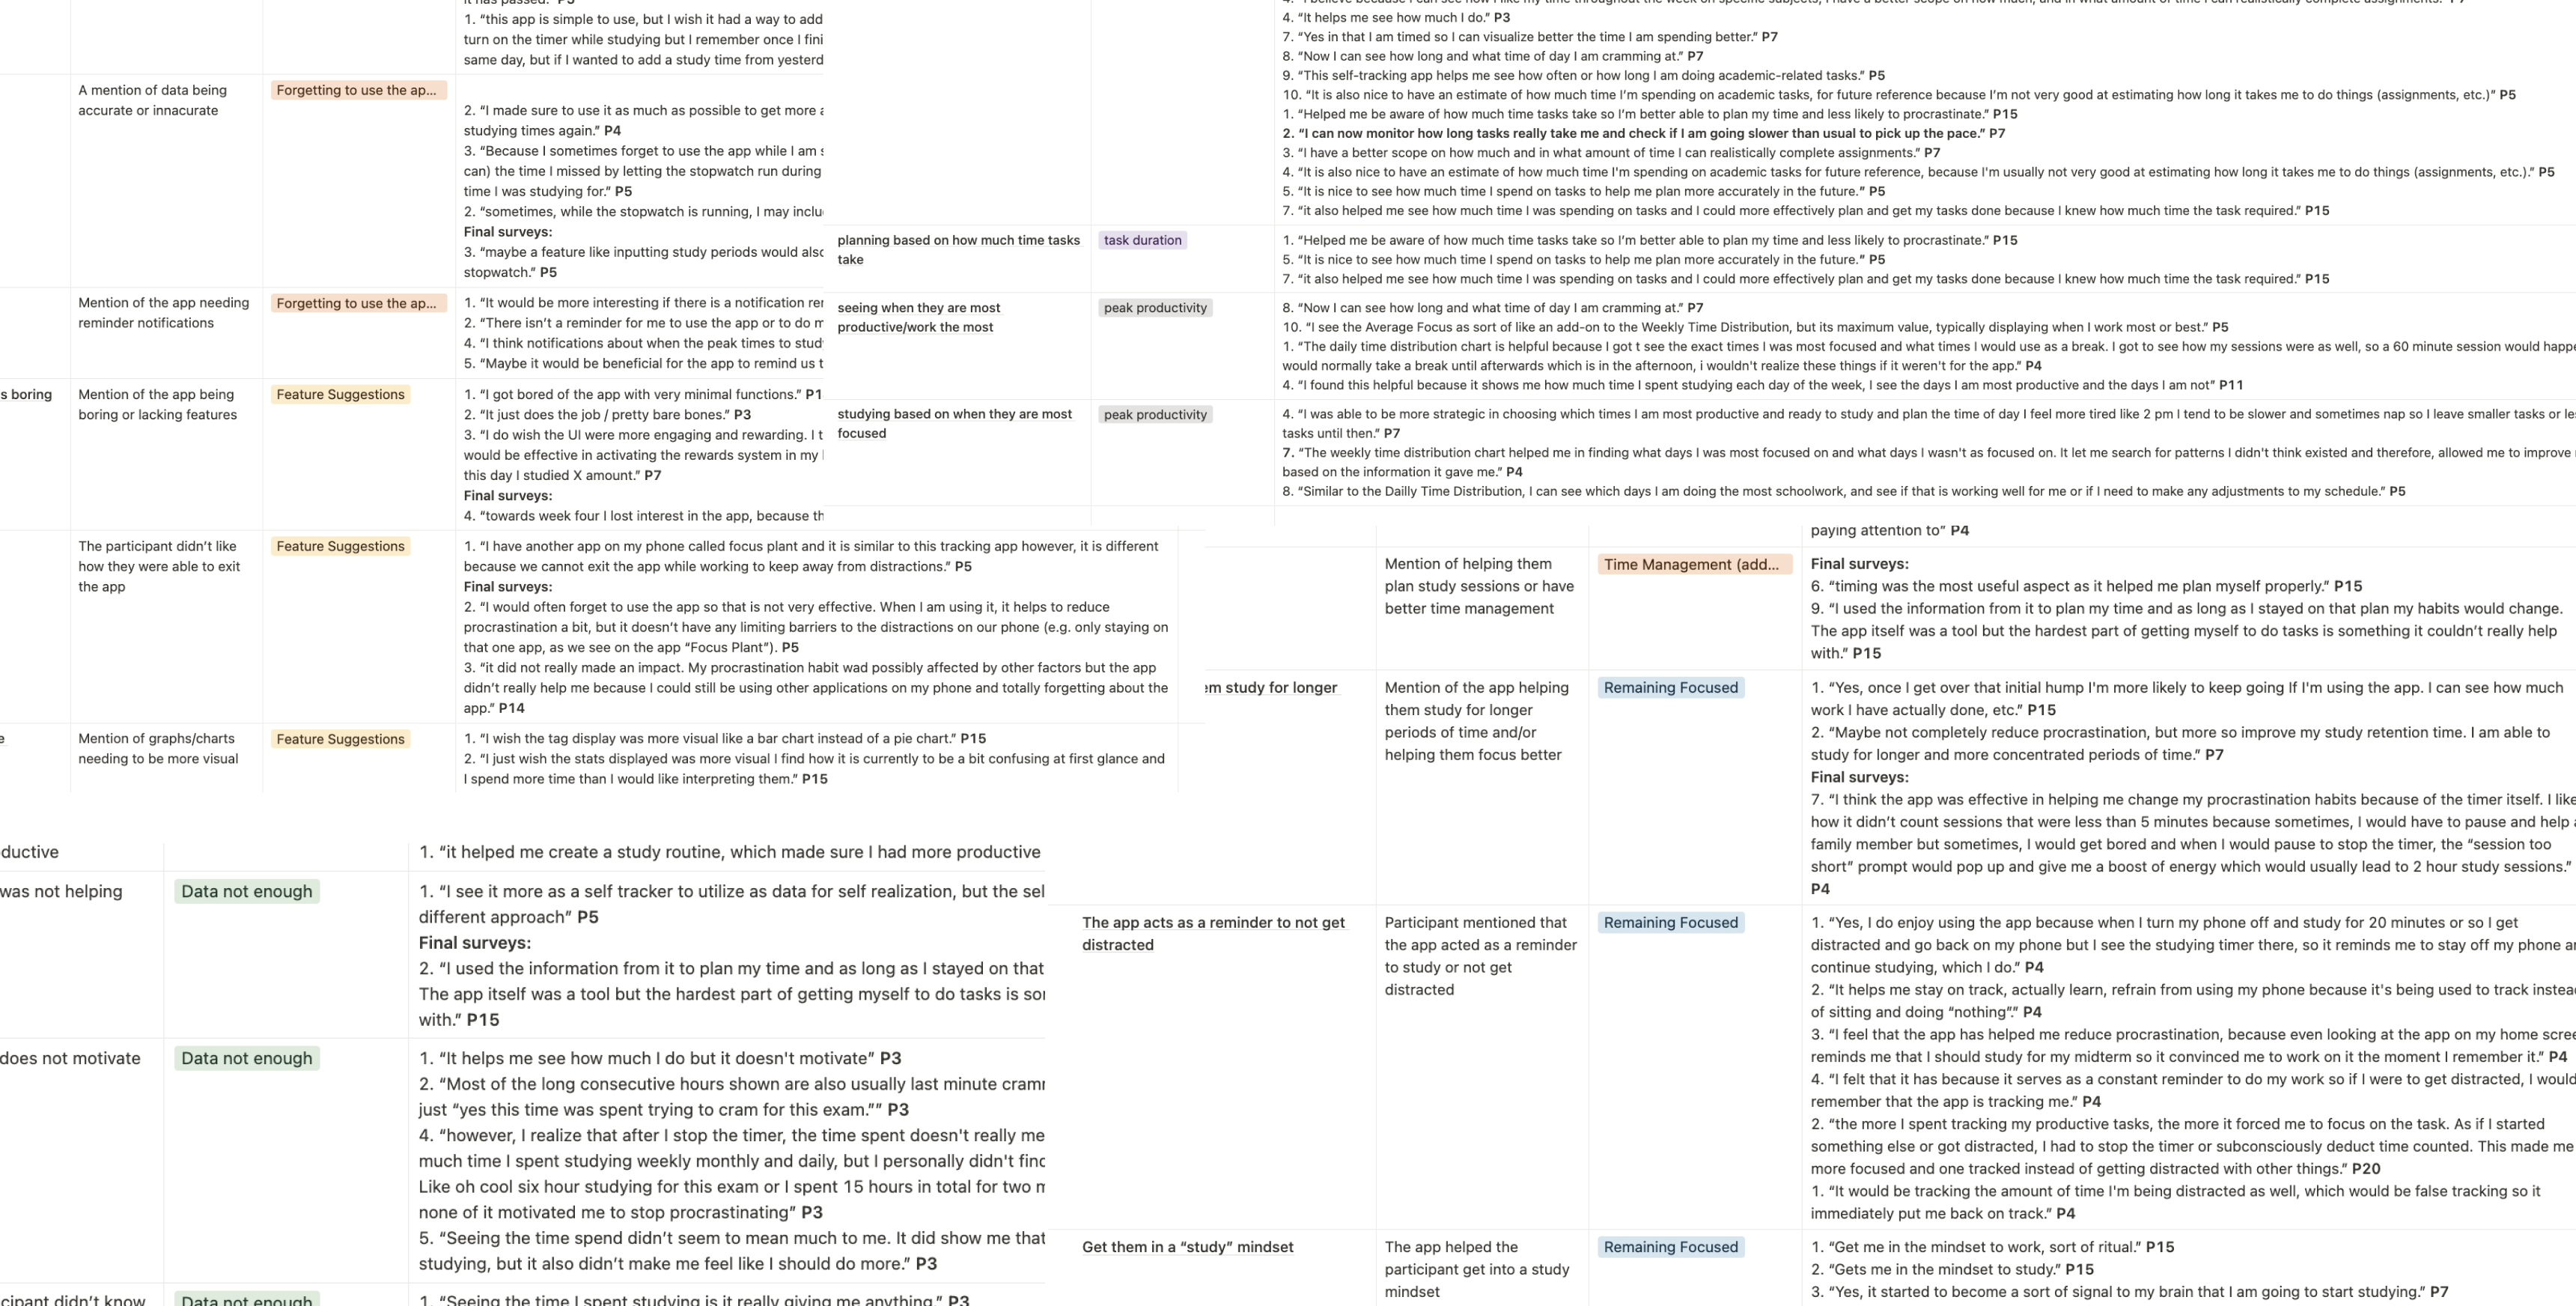 1. “this app is simple to use, but I wish it had a way to add
turn on the timer while studying but I remember once I fini
same day, but if I wanted to add a study time from yesterd
A mention of data being
accurate or innacurate
Forgetting to use the ap...
2. “I made sure to use it as much as possible to get more a
studying times again.” P4
3. “Because I sometimes forget to use the app while I am s
can) the time I missed by letting the stopwatch run during
time I was studying for.” P5
2. “sometimes, while the stopwatch is running, I may inclu
Final surveys:
3. “maybe a feature like inputting study periods would also
stopwatch.” P5
Mention of the app needing
reminder notifications
Forgetting to use the ap...
1. “It would be more interesting if there is a notification re
2. “There isn’t a reminder for me to use the app or to do m
4. “I think notifications about when the peak times to stud
5. “Maybe it would be beneficial for the app to remind us t
s boring
Mention of the app being
boring or lacking features
Feature Suggestions
1. “I got bored of the app with very minimal functions.” P1
2. “It just does the job / pretty bare bones.” P3
3. “I do wish the UI were more engaging and rewarding. I t
would be effective in activating the rewards system in my
this day I studied X amount.” P7
Final surveys:
4. “towards week four I lost interest in the app, because th
The participant didn’t like
how they were able to exit
the app
Feature Suggestions
1. “I have another app on my phone called focus plant and it is similar to this tracking app however, it is different
because we cannot exit the app while working to keep away from distractions.” P5
Final surveys:
2. “I would often forget to use the app so that is not very effective. When I am using it, it helps to reduce
procrastination a bit, but it doesn’t have any limiting barriers to the distractions on our phone (e.g. only staying on
that one app, as we see on the app “Focus Plant”). P5
3. “it did not really made an impact. My procrastination habit wad possibly affected by other factors but the app
didn’t really help me because I could still be using other applications on my phone and totally forgetting about the
app.” P14
e
Mention of graphs/charts
needing to be more visual
Feature Suggestions
1. “I wish the tag display was more visual like a bar chart instead of a pie chart.” P15
2. “I just wish the stats displayed was more visual I find how it is currently to be a bit confusing at first glance and
I spend more time than I would like interpreting them.” P15
4. “It helps me see how much I do.” P3
7. “Yes in that I am timed so I can visualize better the time I am spending better.” P7
8. “Now I can see how long and what time of day I am cramming at.” P7
9. “This self-tracking app helps me see how often or how long I am doing academic-related tasks.” P5
10. “It is also nice to have an estimate of how much time I’m spending on academic tasks, for future reference because I’m not very good at estimating how long it takes me to do things (assignments, etc.)” P5
1. “Helped me be aware of how much time tasks take so I’m better able to plan my time and less likely to procrastinate.” P15
2. “I can now monitor how long tasks really take me and check if I am going slower than usual to pick up the pace.” P7
3. “I have a better scope on how much and in what amount of time I can realistically complete assignments.” P7
4. “It is also nice to have an estimate of how much time I'm spending on academic tasks for future reference, because I'm usually not very good at estimating how long it takes me to do things (assignments, etc.).” P5
5. “It is nice to see how much time I spend on tasks to help me plan more accurately in the future.” P5
7. “it also helped me see how much time I was spending on tasks and I could more effectively plan and get my tasks done because I knew how much time the task required.” P15
planning based on how much time tasks
take
task duration
1. “Helped me be aware of how much time tasks take so I’m better able to plan my time and less likely to procrastinate.” P15
5. “It is nice to see how much time I spend on tasks to help me plan more accurately in the future.” P5
7. “it also helped me see how much time I was spending on tasks and I could more effectively plan and get my tasks done because I knew how much time the task required.” P15
seeing when they are most
productive/work the most
peak productivity
8. “Now I can see how long and what time of day I am cramming at.” P7
10. “I see the Average Focus as sort of like an add-on to the Weekly Time Distribution, but its maximum value, typically displaying when I work most or best.” P5
1. “The daily time distribution chart is helpful because I got t see the exact times I was most focused and what times I would use as a break. I got to see how my sessions were as well, so a 60 minute session would happe
would normally take a break until afterwards which is in the afternoon, i wouldn't realize these things if it weren't for the app.” P4
4. “I found this helpful because it shows me how much time I spent studying each day of the week, I see the days I am most productive and the days I am not” P11
studying based on when they are most
focused
peak productivity
4. “I was able to be more strategic in choosing which times I am most productive and ready to study and plan the time of day I feel more tired like 2 pm I tend to be slower and sometimes nap so I leave smaller tasks or le
tasks until then.” P7
7. “The weekly time distribution chart helped me in finding what days I was most focused on and what days I wasn't as focused on. It let me search for patterns I didn't think existed and therefore, allowed me to improve
based on the information it gave me.” P4
8. “Similar to the Dailly Time Distribution, I can see which days I am doing the most schoolwork, and see if that is working well for me or if I need to make any adjustments to my schedule.” P5
paying attention to” P4
Mention of helping them
plan study sessions or have
better time management
Time Management (add...
Final surveys:
6. “timing was the most useful aspect as it helped me plan myself properly.” P15
9. “I used the information from it to plan my time and as long as I stayed on that plan my habits would change.
The app itself was a tool but the hardest part of getting myself to do tasks is something it couldn’t really help
with.” P15
em study for longer
Mention of the app helping
them study for longer
periods of time and/or
helping them focus better
Remaining Focused
1. “Yes, once I get over that initial hump I'm more likely to keep going If I'm using the app. I can see how much
work I have actually done, etc.” P15
2. “Maybe not completely reduce procrastination, but more so improve my study retention time. I am able to
study for longer and more concentrated periods of time.” P7
Final surveys:
7. “I think the app was effective in helping me change my procrastination habits because of the timer itself. I like
how it didn’t count sessions that were less than 5 minutes because sometimes, I would have to pause and help a
family member but sometimes, I would get bored and when I would pause to stop the timer, the “session too
short” prompt would pop up and give me a boost of energy which would usually lead to 2 hour study sessions.”
P4
The app acts as a reminder to not get
distracted
Participant mentioned that
the app acted as a reminder
to study or not get
distracted
Remaining Focused
1. “Yes, I do enjoy using the app because when I turn my phone off and study for 20 minutes or so I get
distracted and go back on my phone but I see the studying timer there, so it reminds me to stay off my phone an
continue studying, which I do.” P4
2. “It helps me stay on track, actually learn, refrain from using my phone because it's being used to track instea
of sitting and doing “nothing”.” P4
3. “I feel that the app has helped me reduce procrastination, because even looking at the app on my home scree
reminds me that I should study for my midterm so it convinced me to work on it the moment I remember it.” P4
4. “I felt that it has because it serves as a constant reminder to do my work so if I were to get distracted, I would
remember that the app is tracking me.” P4
2. “the more I spent tracking my productive tasks, the more it forced me to focus on the task. As if I started
something else or got distracted, I had to stop the timer or subconsciously deduct time counted. This made me
more focused and one tracked instead of getting distracted with other things.” P20
1. “It would be tracking the amount of time I'm being distracted as well, which would be false tracking so it
immediately put me back on track.” P4
Get them in a “study” mindset
The app helped the
participant get into a study
mindset
Remaining Focused
1. “Get me in the mindset to work, sort of ritual.” P15
2. “Gets me in the mindset to study.” P15
3. “Yes, it started to become a sort of signal to my brain that I am going to start studying.” P7
ductive
1. “it helped me create a study routine, which made sure I had more productive
was not helping
Data not enough
1. “I see it more as a self tracker to utilize as data for self realization, but the sel
different approach” P5
Final surveys:
2. “I used the information from it to plan my time and as long as I stayed on that
The app itself was a tool but the hardest part of getting myself to do tasks is so
with.” P15
does not motivate
Data not enough
1. “It helps me see how much I do but it doesn't motivate” P3
2. “Most of the long consecutive hours shown are also usually last minute cram
just “yes this time was spent trying to cram for this exam.”” P3
4. “however, I realize that after I stop the timer, the time spent doesn't really me
much time I spent studying weekly monthly and daily, but I personally didn't find
Like oh cool six hour studying for this exam or I spent 15 hours in total for two m
none of it motivated me to stop procrastinating” P3
5. “Seeing the time spend didn’t seem to mean much to me. It did show me that
studying, but it also didn’t make me feel like I should do more.” P3
cipant didn’t know
Data not enough
1. “Seeing the time I spent studying is it really giving me anything.” P3